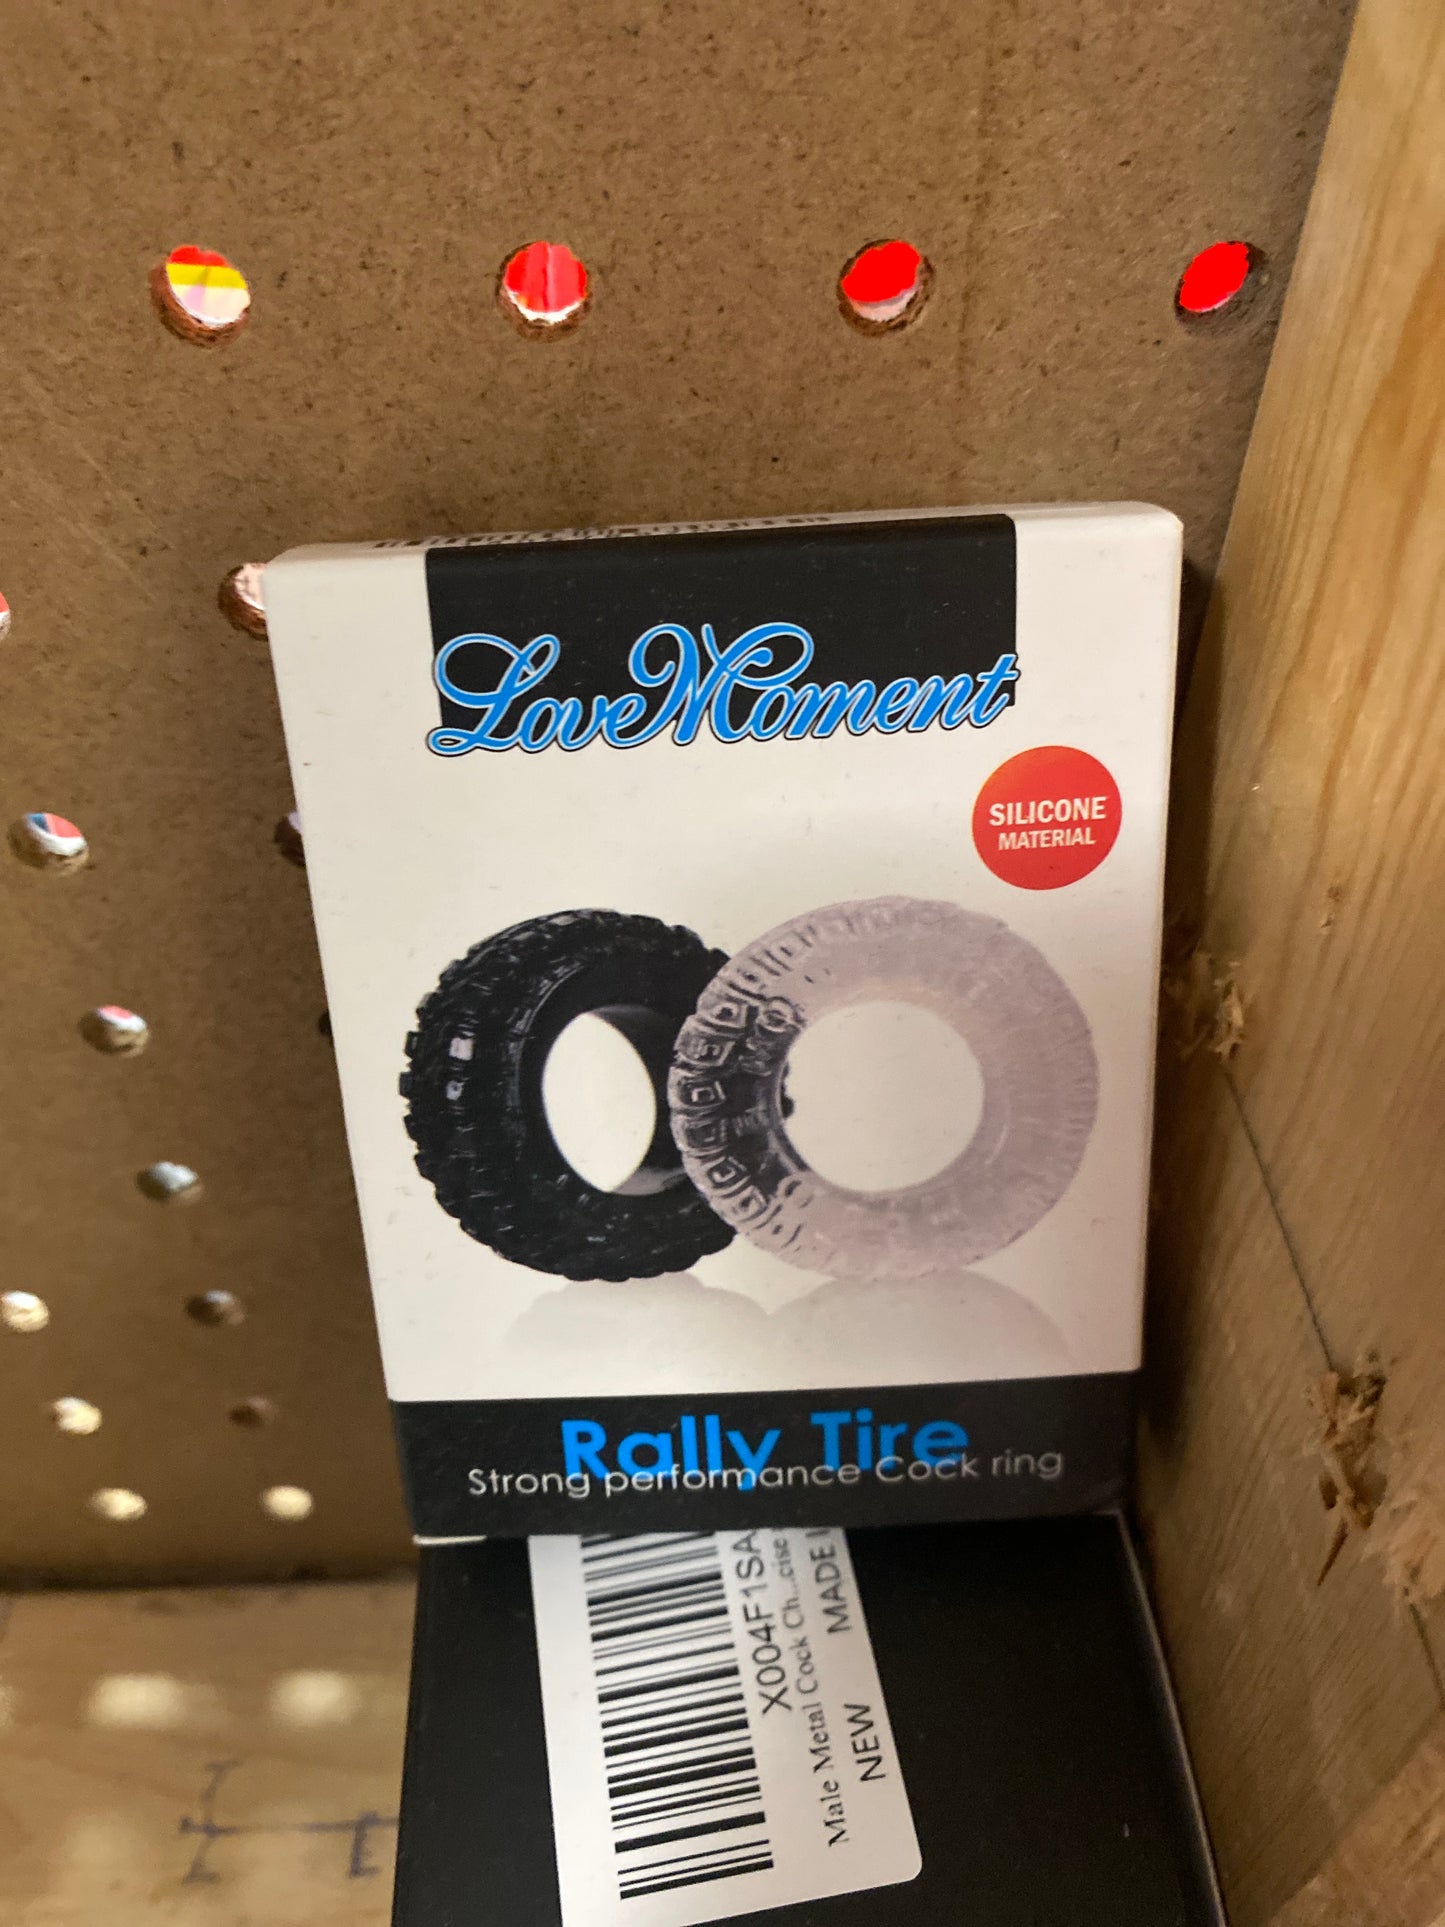 LoveMoment
SILICONE
MATERIAL
Rally Tire
Strong performance Cock ring
X004F1SA
Male Metal Cock Ch...cise
NEW MADE